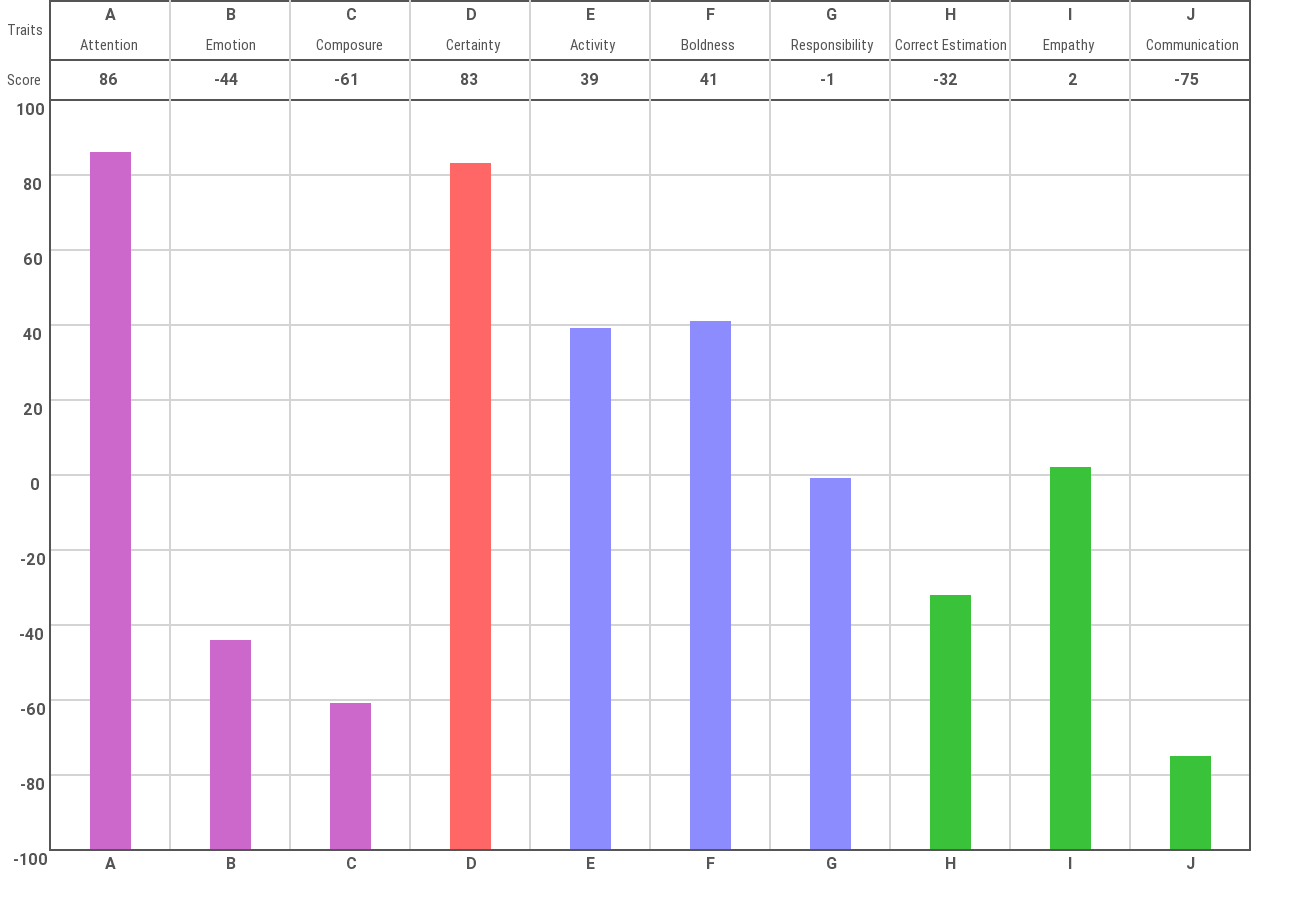 A B C D E F G H I J
Traits
Attention Emotion Composure Certainty Activity Boldness Responsibility Correct Estimation Empathy Communication
Score 86 -44 -61 83 39 41 -1 -32 2 -75
100
80
60
40
20
0
-20
-40
-60
-80
-100
A B C D E F G H I J